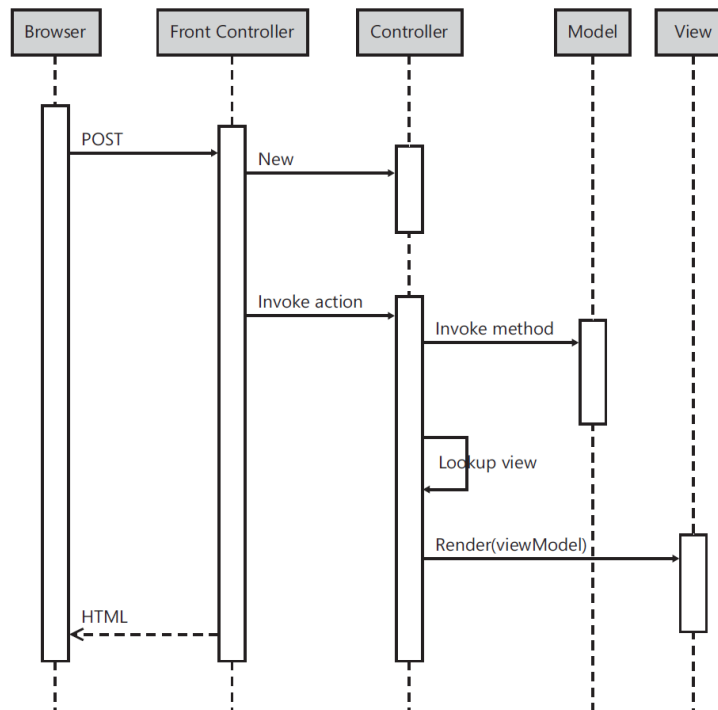 Browser
Front Controller
Controller
Model
View
POST
New
Invoke action
Invoke method
Lookup view
Render(viewModel)
HTML